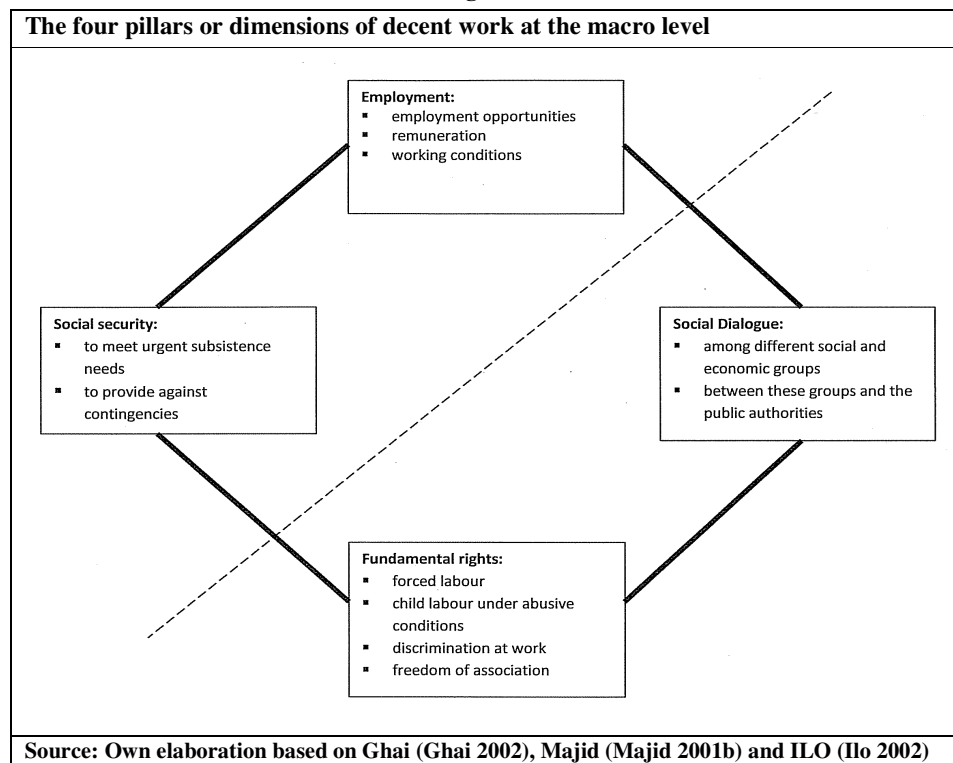 The four pillars or dimensions of decent work at the macro level
Employment:
▪ employment opportunities
▪ remuneration
▪ working conditions
Social security:
▪ to meet urgent subsistence
needs
▪ to provide against
contingencies
Social Dialogue:
▪ among different social and
economic groups
▪ between these groups and the
public authorities
Fundamental rights:
▪ forced labour
▪ child labour under abusive
conditions
▪ discrimination at work
▪ freedom of association
Source: Own elaboration based on Ghai (Ghai 2002), Majid (Majid 2001b) and ILO (Ilo 2002)